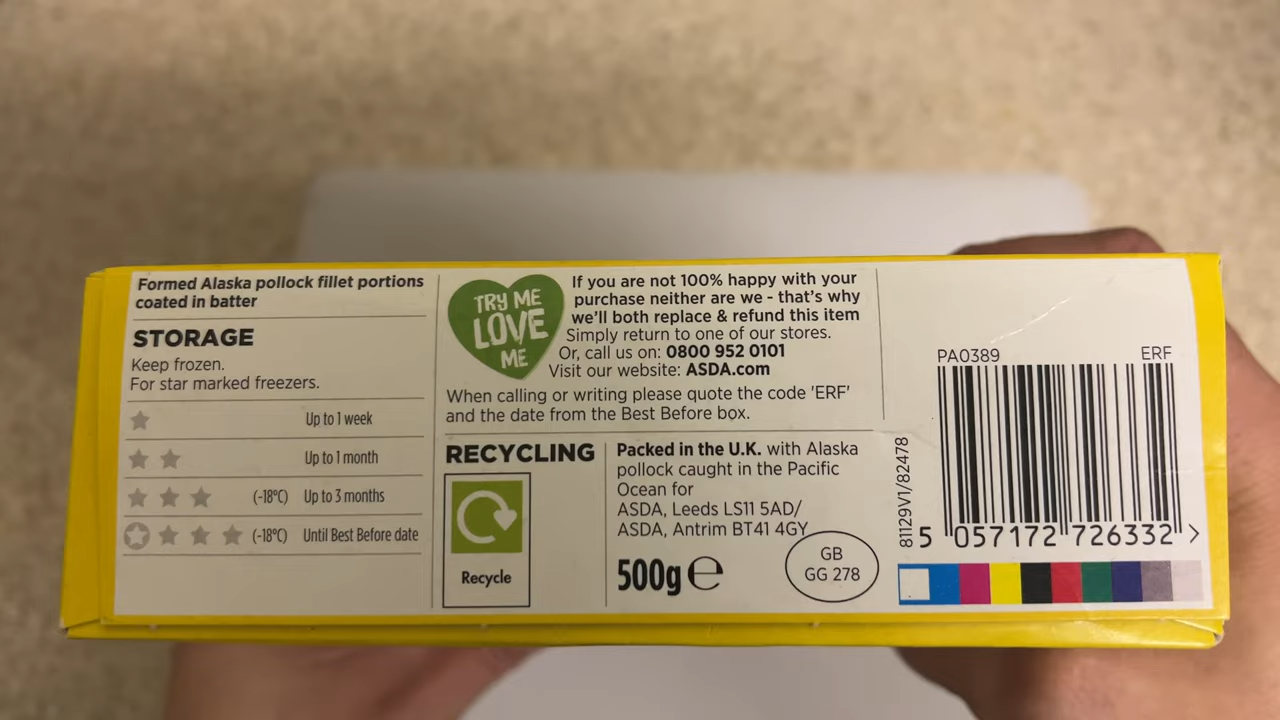 Formed Alaska pollock fillet portions
coated in batter
STORAGE
Keep frozen.
For star marked freezers.
Up to 1 week
Up to 1 month
(-18°C) Up to 3 months
(-18°C) Until Best Before date
TRY ME
LOVE
ME
If you are not 100% happy with your
purchase neither are we - that's why
we'll both replace & refund this item
Simply return to one of our stores.
Or, call us on: 0800 952 0101
Visit our website: ASDA.com
When calling or writing please quote the code 'ERF'
and the date from the Best Before box.
RECYCLING
Recycle
Packed in the U.K. with Alaska
pollock caught in the Pacific
Ocean for
ASDA, Leeds LS11 5AD/
ASDA, Antrim BT41 4GY
500g℮
GB
GG 278
PA0389 ERF
81129V1/82478
5 057172 726332 >